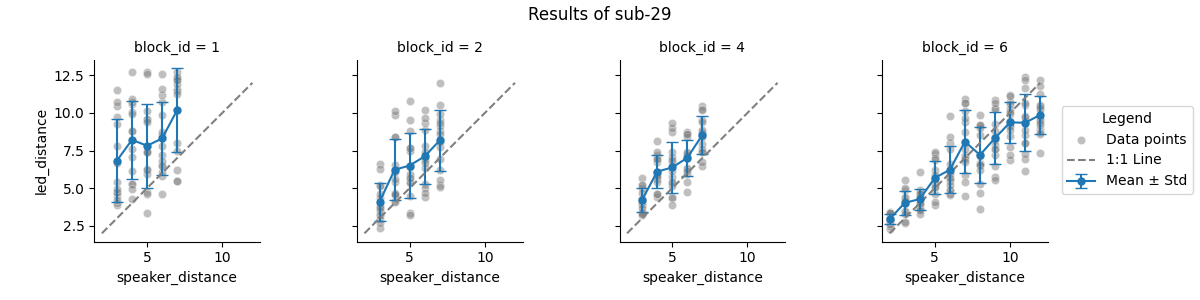 Results of sub-29
block_id = 1
block_id = 2
block_id = 4
block_id = 6
12.5
10.0
7.5
5.0
2.5
led_distance
5 10
5 10
5 10
5 10
speaker_distance
speaker_distance
speaker_distance
speaker_distance
Legend
Data points
1:1 Line
Mean ± Std